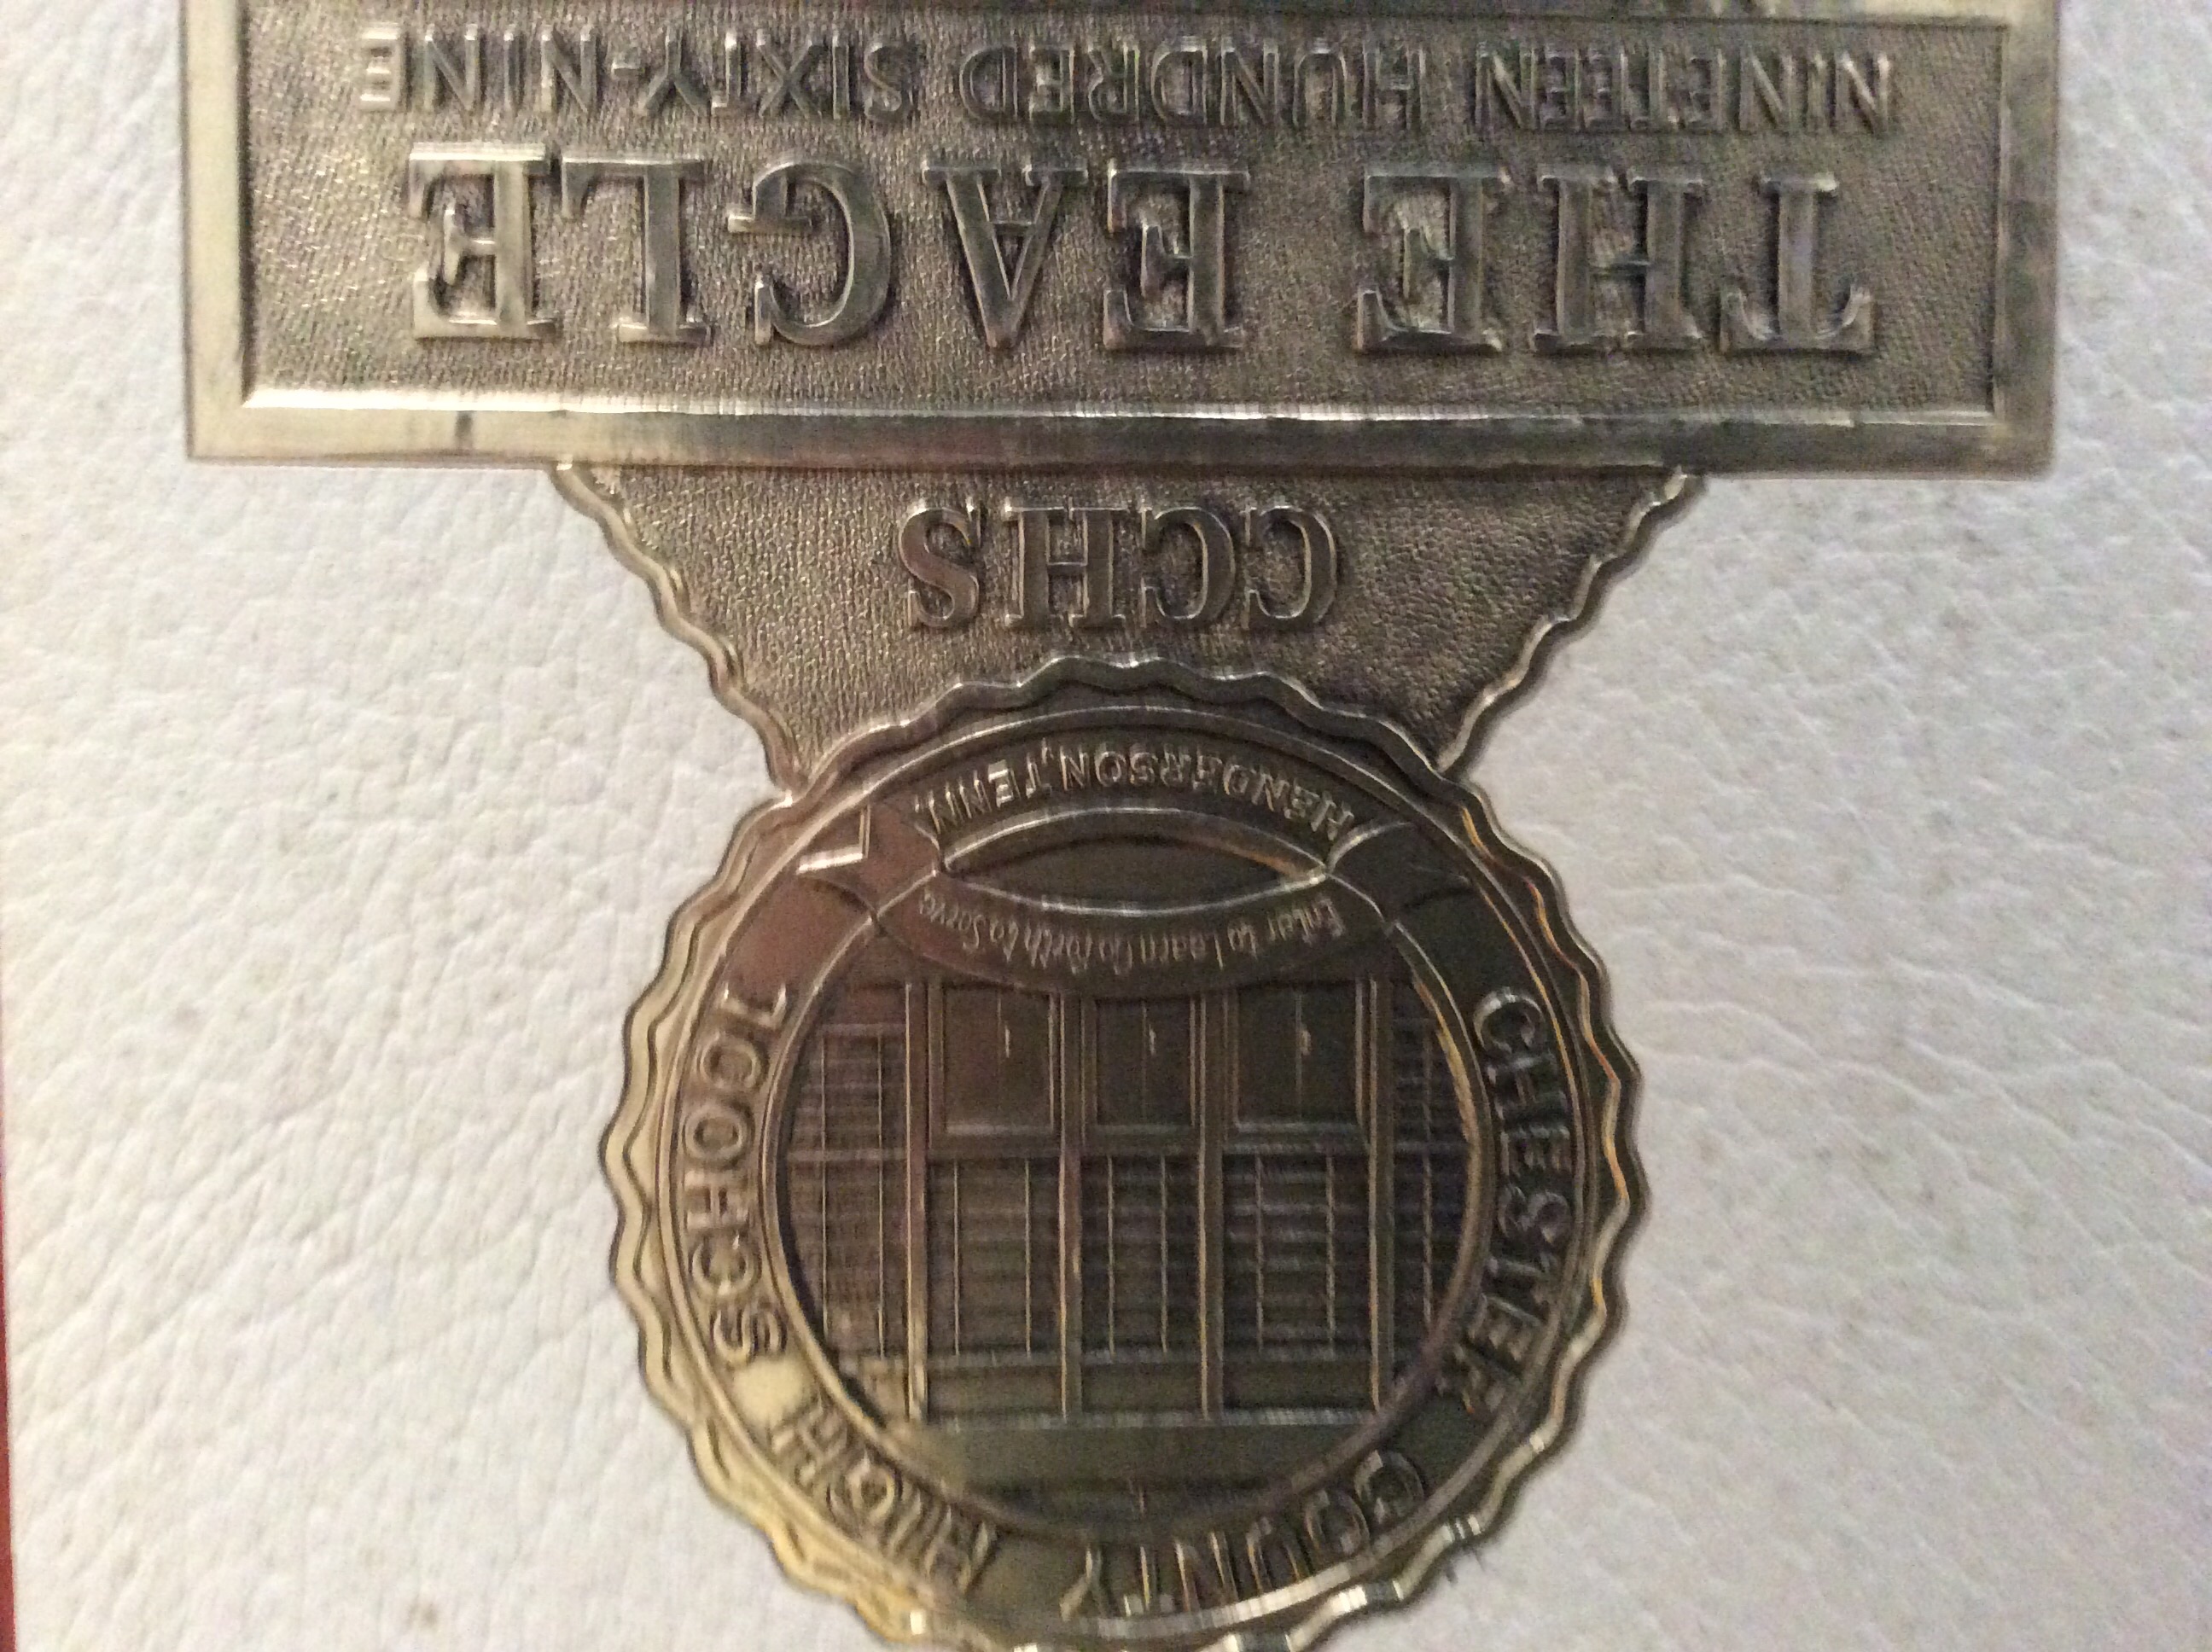 CHESTER COUNTY HIGH SCHOOL
Enter to Learn Go Forth to Serve
HENDERSON, TENN.
CCHS
THE EAGLE
NINETEEN HUNDRED SIXTY-NINE